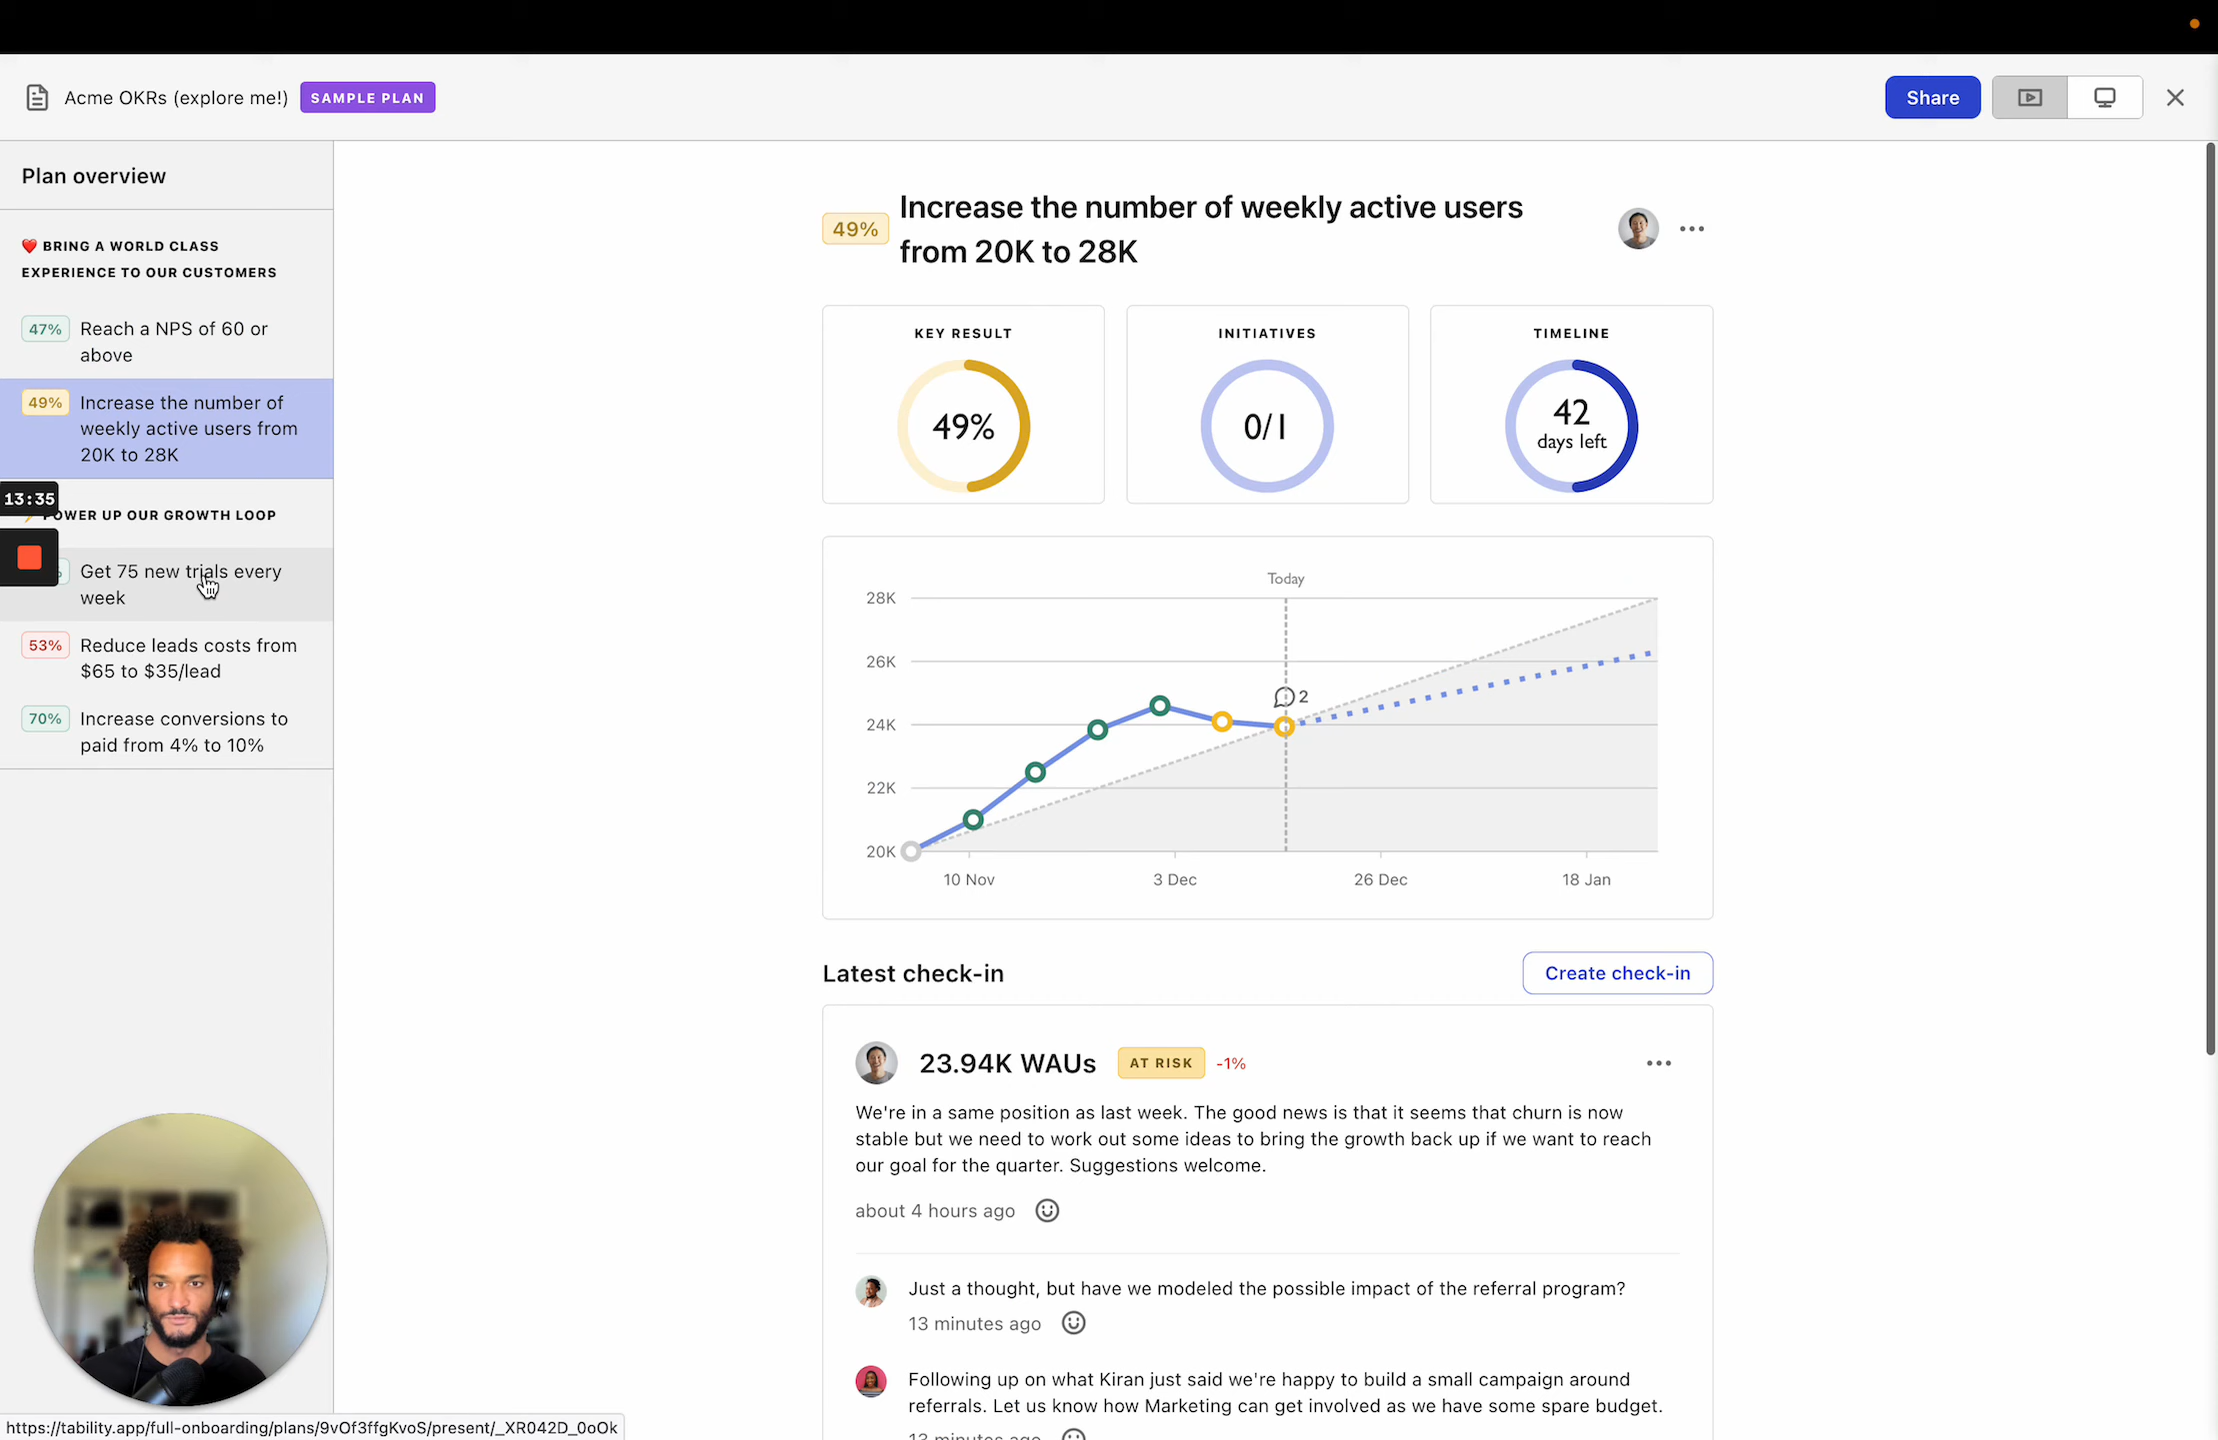 Acme OKRs (explore me!) SAMPLE PLAN
Share
Plan overview
❤️ BRING A WORLD CLASS
EXPERIENCE TO OUR CUSTOMERS
47% Reach a NPS of 60 or
above
49% Increase the number of
weekly active users from
20K to 28K
13:35
POWER UP OUR GROWTH LOOP
Get 75 new trials every
week
53% Reduce leads costs from
$65 to $35/lead
70% Increase conversions to
paid from 4% to 10%
49% Increase the number of weekly active users
from 20K to 28K
KEY RESULT
49%
INITIATIVES
0/1
TIMELINE
42
days left
Today
28K
26K
24K
22K
20K
2
10 Nov 3 Dec 26 Dec 18 Jan
Latest check-in Create check-in
23.94K WAUs AT RISK -1%
We're in a same position as last week. The good news is that it seems that churn is now
stable but we need to work out some ideas to bring the growth back up if we want to reach
our goal for the quarter. Suggestions welcome.
about 4 hours ago
Just a thought, but have we modeled the possible impact of the referral program?
13 minutes ago
Following up on what Kiran just said we're happy to build a small campaign around
referrals. Let us know how Marketing can get involved as we have some spare budget.
13 minutes ago
https://tability.app/full-onboarding/plans/9vOf3ffgKvoS/present/_XR042D_0oOk